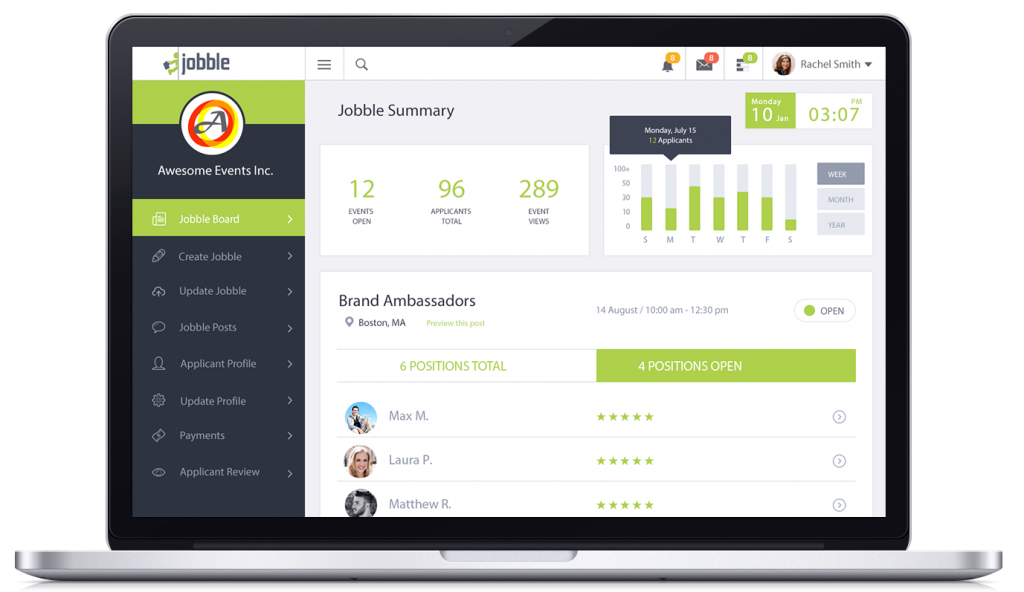 jobble
8
8
8
Rachel Smith
Awesome Events Inc.
Jobble Board
Create Jobble
Update Jobble
Jobble Posts
Applicant Profile
Update Profile
Payments
Applicant Review
Jobble Summary
Monday
10 Jan
PM
03:07
12
EVENTS
OPEN
96
APPLICANTS
TOTAL
289
EVENT
VIEWS
Monday, July 15
12 Applicants
100+
50
30
10
0
S M T W T F S
WEEK
MONTH
YEAR
Brand Ambassadors
Boston, MA
Preview this post
14 August / 10:00 am - 12:30 pm
OPEN
6 POSITIONS TOTAL
4 POSITIONS OPEN
Max M.
Laura P.
Matthew R.